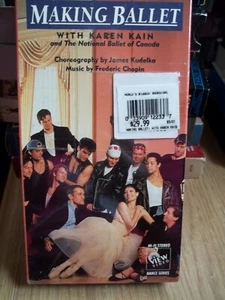 MAKING BALLET
WITH KAREN KAIN
and The National Ballet of Canada
Choreography by James Kudelka
Music by Frederic Chopin
$29.99
HI-FI STEREO
VIEW
DANCE SERIES